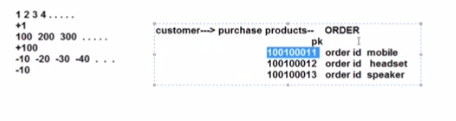 1 2 3 4 . . . . .
+1
100 200 300 . . . . .
+100
-10 -20 -30 -40 . . .
-10
customer---> purchase products-- ORDER
pk
100100011 order id mobile
100100012 order id headset
100100013 order id speaker